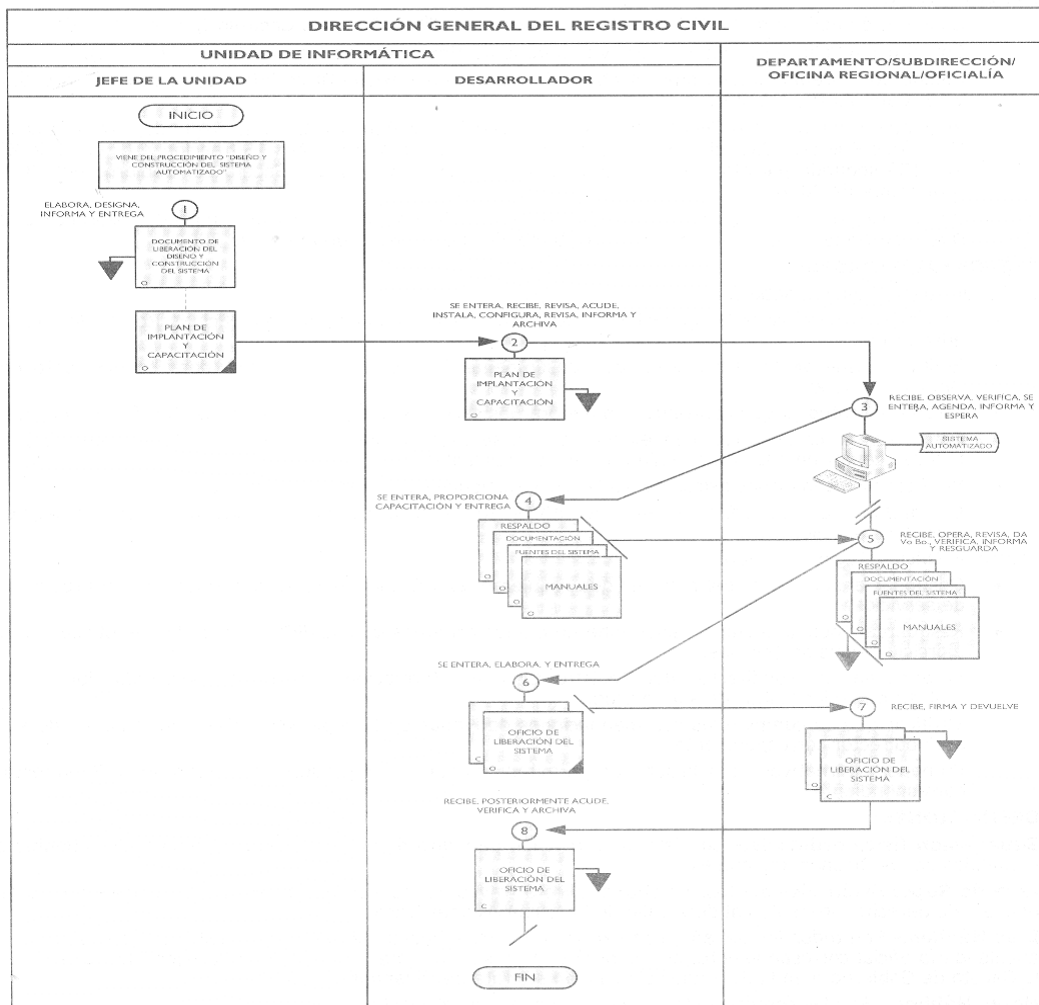 DIRECCIÓN GENERAL DEL REGISTRO CIVIL
UNIDAD DE INFORMÁTICA
DEPARTAMENTO/SUBDIRECCIÓN/
OFICINA REGIONAL/OFICIALÍA
JEFE DE LA UNIDAD
DESARROLLADOR
INICIO
VIENE DEL PROCEDIMIENTO "DISEÑO Y
CONSTRUCCIÓN DEL SISTEMA
AUTOMATIZADO"
ELABORA, DESIGNA,
INFORMA Y ENTREGA
1
DOCUMENTO DE
LIBERACIÓN DEL
DISEÑO Y
CONSTRUCCIÓN
DEL SISTEMA
O
PLAN DE
IMPLANTACIÓN
Y
CAPACITACIÓN
O
SE ENTERA, RECIBE, REVISA, ACUDE,
INSTALA, CONFIGURA, REVISA, INFORMA Y
ARCHIVA
2
PLAN DE
IMPLANTACIÓN
Y
CAPACITACIÓN
O
3
RECIBE, OBSERVA, VERIFICA, SE
ENTERA, AGENDA, INFORMA Y
ESPERA
SISTEMA
AUTOMATIZADO
SE ENTERA, PROPORCIONA
CAPACITACIÓN Y ENTREGA
4
RESPALDO
DOCUMENTACIÓN
FUENTES DEL SISTEMA
MANUALES
O
O
O
O
5
RECIBE, OPERA, REVISA, DA
Vo Bo., VERIFICA, INFORMA
Y RESGUARDA
RESPALDO
DOCUMENTACIÓN
FUENTES DEL SISTEMA
MANUALES
O
O
O
O
SE ENTERA, ELABORA, Y ENTREGA
6
OFICIO DE
LIBERACIÓN DEL
SISTEMA
C
O
7
RECIBE, FIRMA Y DEVUELVE
OFICIO DE
LIBERACIÓN DEL
SISTEMA
O
C
RECIBE, POSTERIORMENTE ACUDE,
VERIFICA Y ARCHIVA
8
OFICIO DE
LIBERACIÓN DEL
SISTEMA
C
FIN